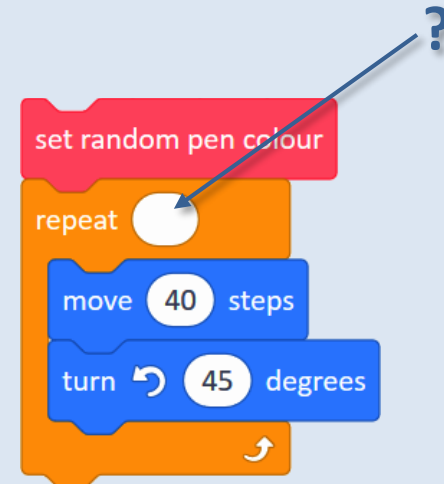 ?
set random pen colour
repeat
move 40 steps
turn 45 degrees